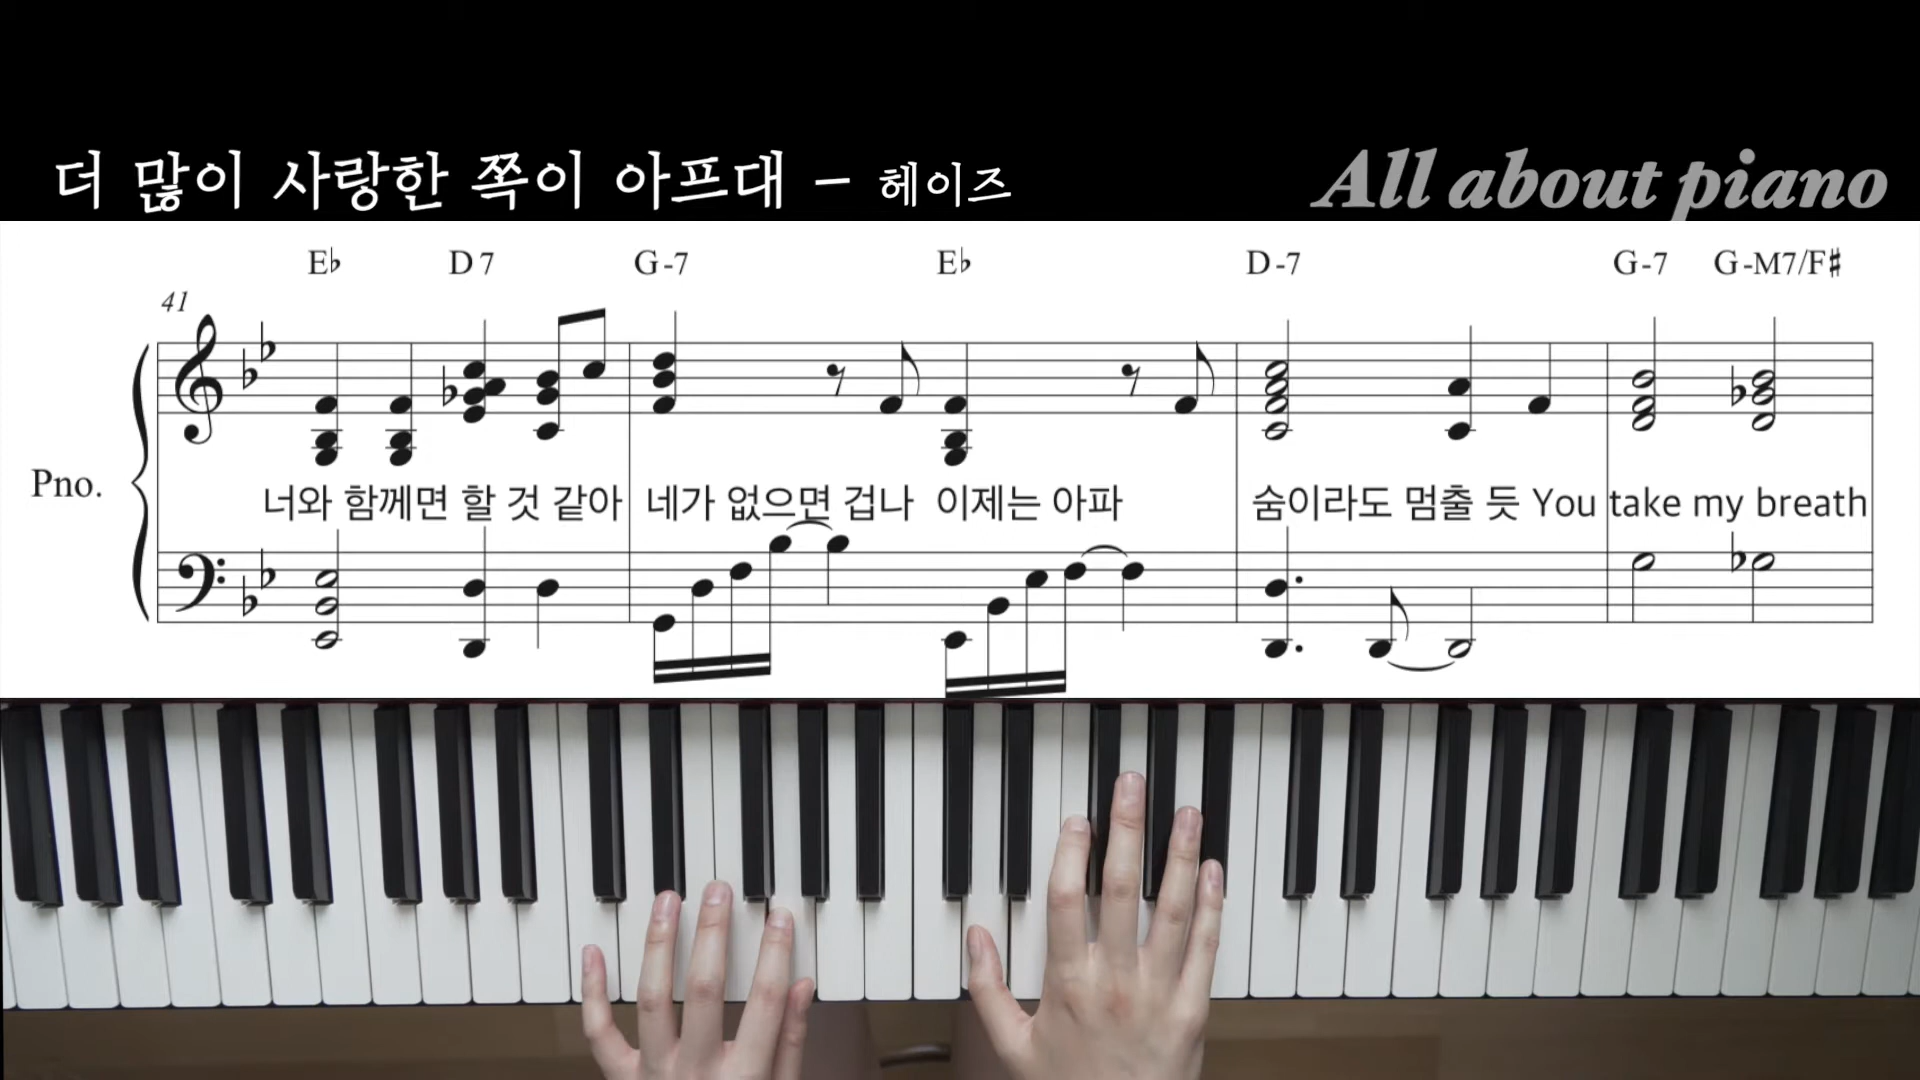 더 많이 사랑한 쪽이 아프대 – 헤이즈
All about piano
E♭ D7 G-7 E♭ D-7 G-7 G-M7/F♯
41
Pno.
너와 함께면 할 것 같아 네가 없으면 겁나 이제는 아파 숨이라도 멈출 듯 You take my breath